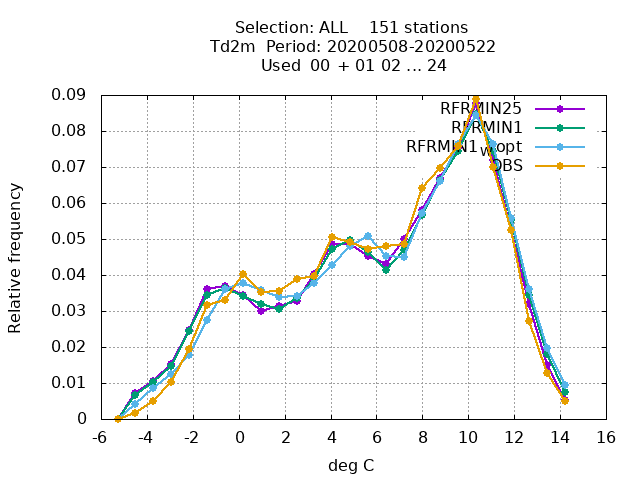 Selection: ALL    151 stations
Td2m  Period: 20200508-20200522
Used  00  + 01 02 ... 24
0.09
0.08
0.07
0.06
0.05
0.04
0.03
0.02
0.01
0
Relative frequency
RFRMIN25
RFRMIN1
RFRMIN1wopt
OBS
-6 -4 -2 0 2 4 6 8 10 12 14 16
deg C